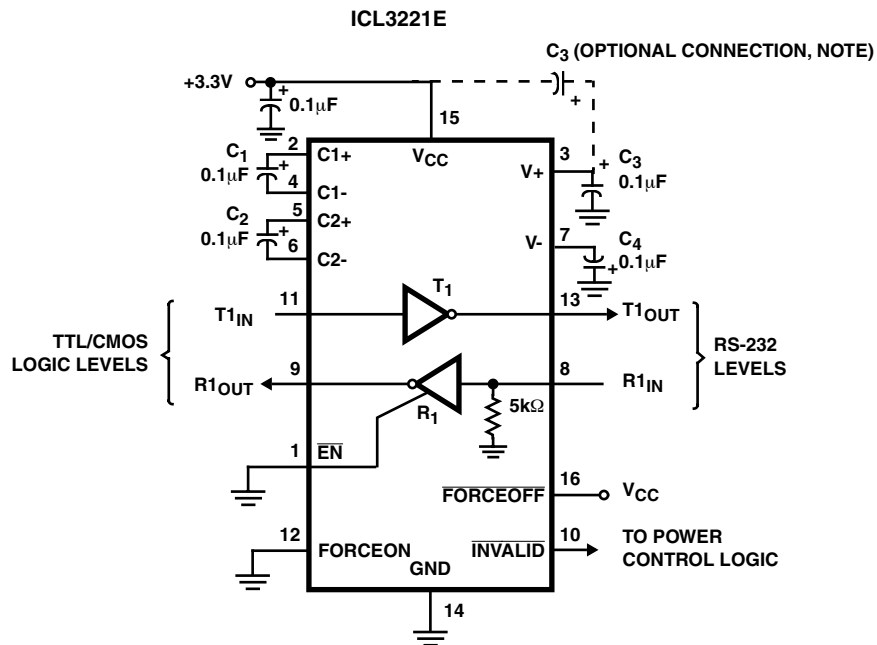 ICL3221E
C3 (OPTIONAL CONNECTION, NOTE)
+3.3V
+
0.1µF
15
+
2
C1+
VCC
C1
0.1µF
+
4
C1-
3
V+
+
C3
0.1µF
5
C2+
C2
0.1µF
+
6
C2-
7
V-
C4
0.1µF
+
T1
11
13
T1IN
T1OUT
TTL/CMOS
LOGIC LEVELS
RS-232
LEVELS
9
8
R1OUT
R1IN
R1
5kΩ
1
EN
16
FORCEOFF
VCC
12
FORCEON
10
INVALID
TO POWER
CONTROL LOGIC
GND
14